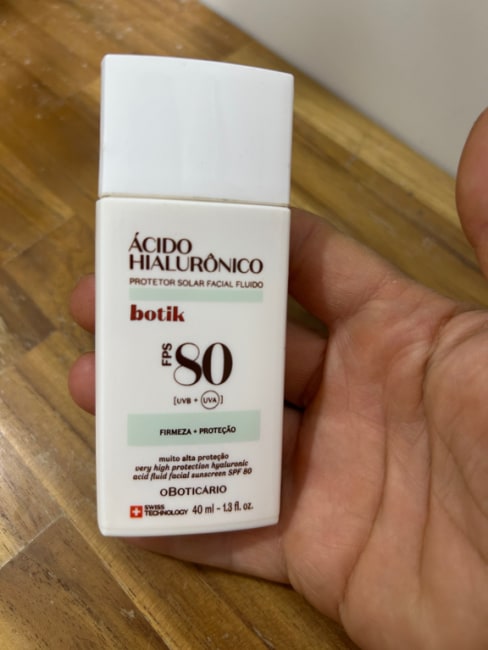 ÁCIDO
HIALURÔNICO
PROTETOR SOLAR FACIAL FLUIDO
botik
FPS 80
[UVB + UVA]
FIRMEZA + PROTEÇÃO
muito alta proteção
very high protection hyaluronic
acid fluid facial sunscreen SPF 80
oBOTICÁRIO
SWISS
TECHNOLOGY 40 ml - 1.3 fl. oz.